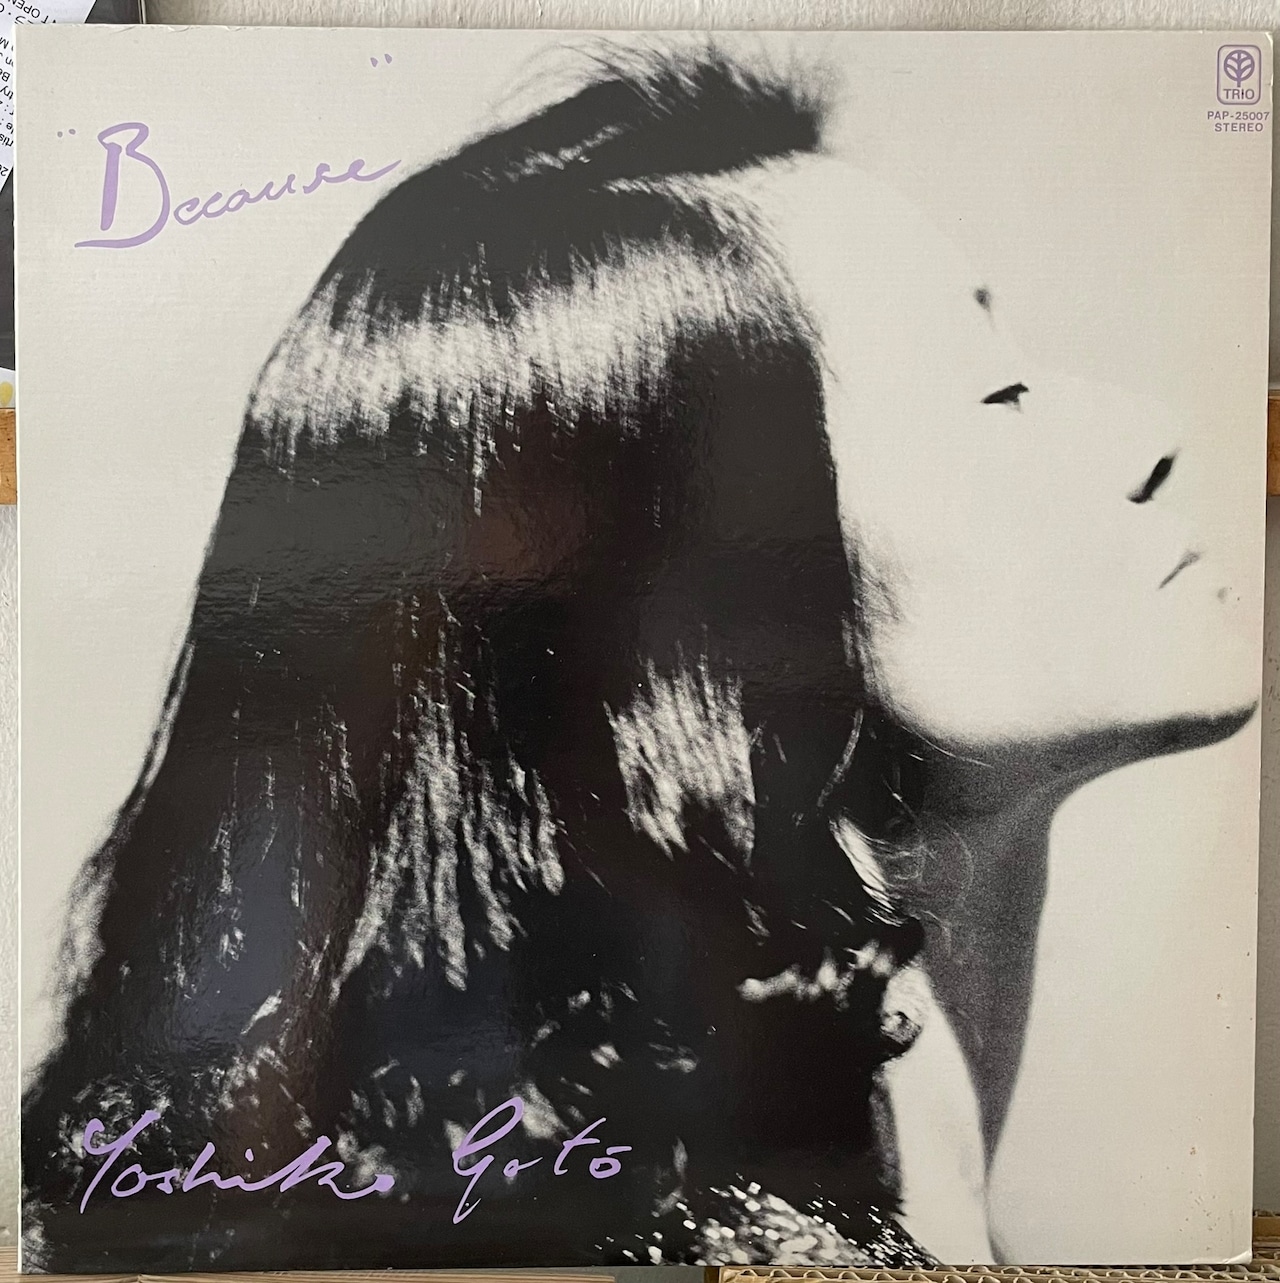 "Because"
TRIO
PAP-25007
STEREO
Yoshiko Gotō